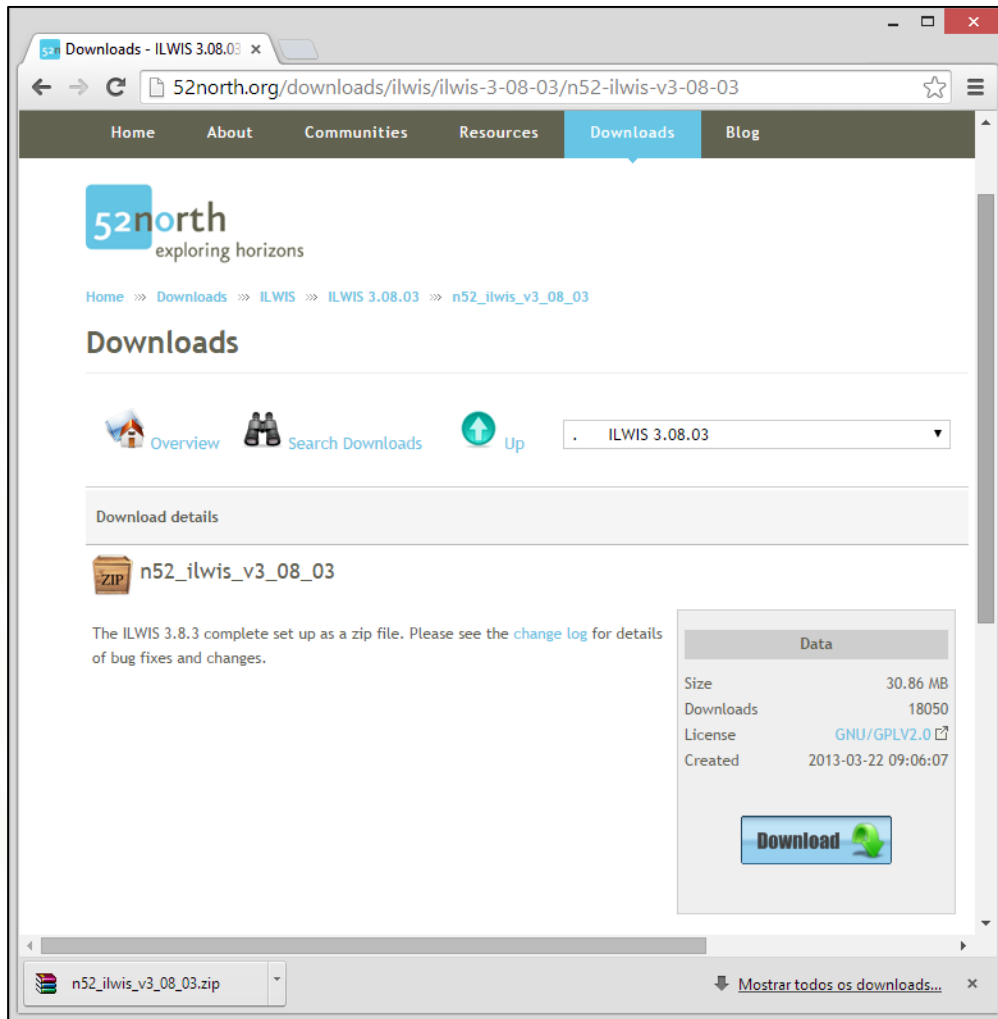 52n Downloads - ILWIS 3.08.03
52north.org/downloads/ilwis/ilwis-3-08-03/n52-ilwis-v3-08-03
Home About Communities Resources Downloads Blog
52north
exploring horizons
Home »» Downloads »» ILWIS »» ILWIS 3.08.03 »» n52_ilwis_v3_08_03
Downloads
Overview Search Downloads Up . ILWIS 3.08.03
Download details
ZIP n52_ilwis_v3_08_03
The ILWIS 3.8.3 complete set up as a zip file. Please see the change log for details
of bug fixes and changes.
Data
Size 30.86 MB
Downloads 18050
License GNU/GPLV2.0
Created 2013-03-22 09:06:07
Download
n52_ilwis_v3_08_03.zip
Mostrar todos os downloads...